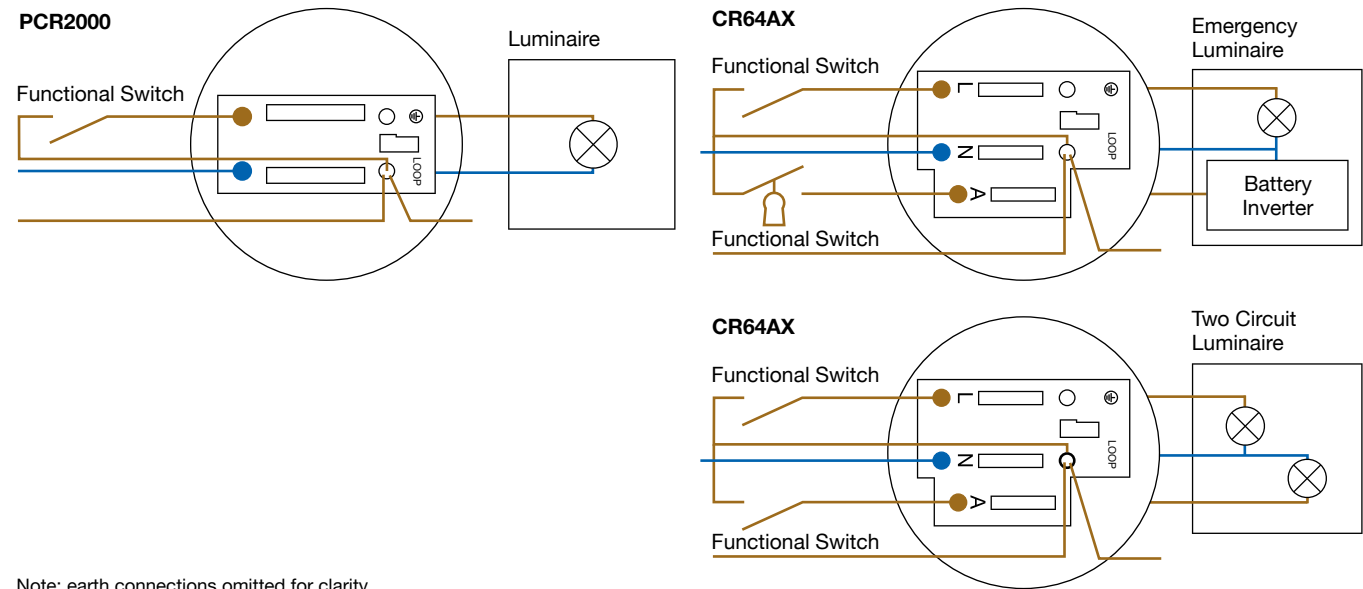 PCR2000
Luminaire
Functional Switch
LOOP
CR64AX
Emergency
Luminaire
Functional Switch
L
N
A
LOOP
Battery
Inverter
Functional Switch
CR64AX
Two Circuit
Luminaire
Functional Switch
L
N
A
LOOP
Functional Switch
Note: earth connections omitted for clarity